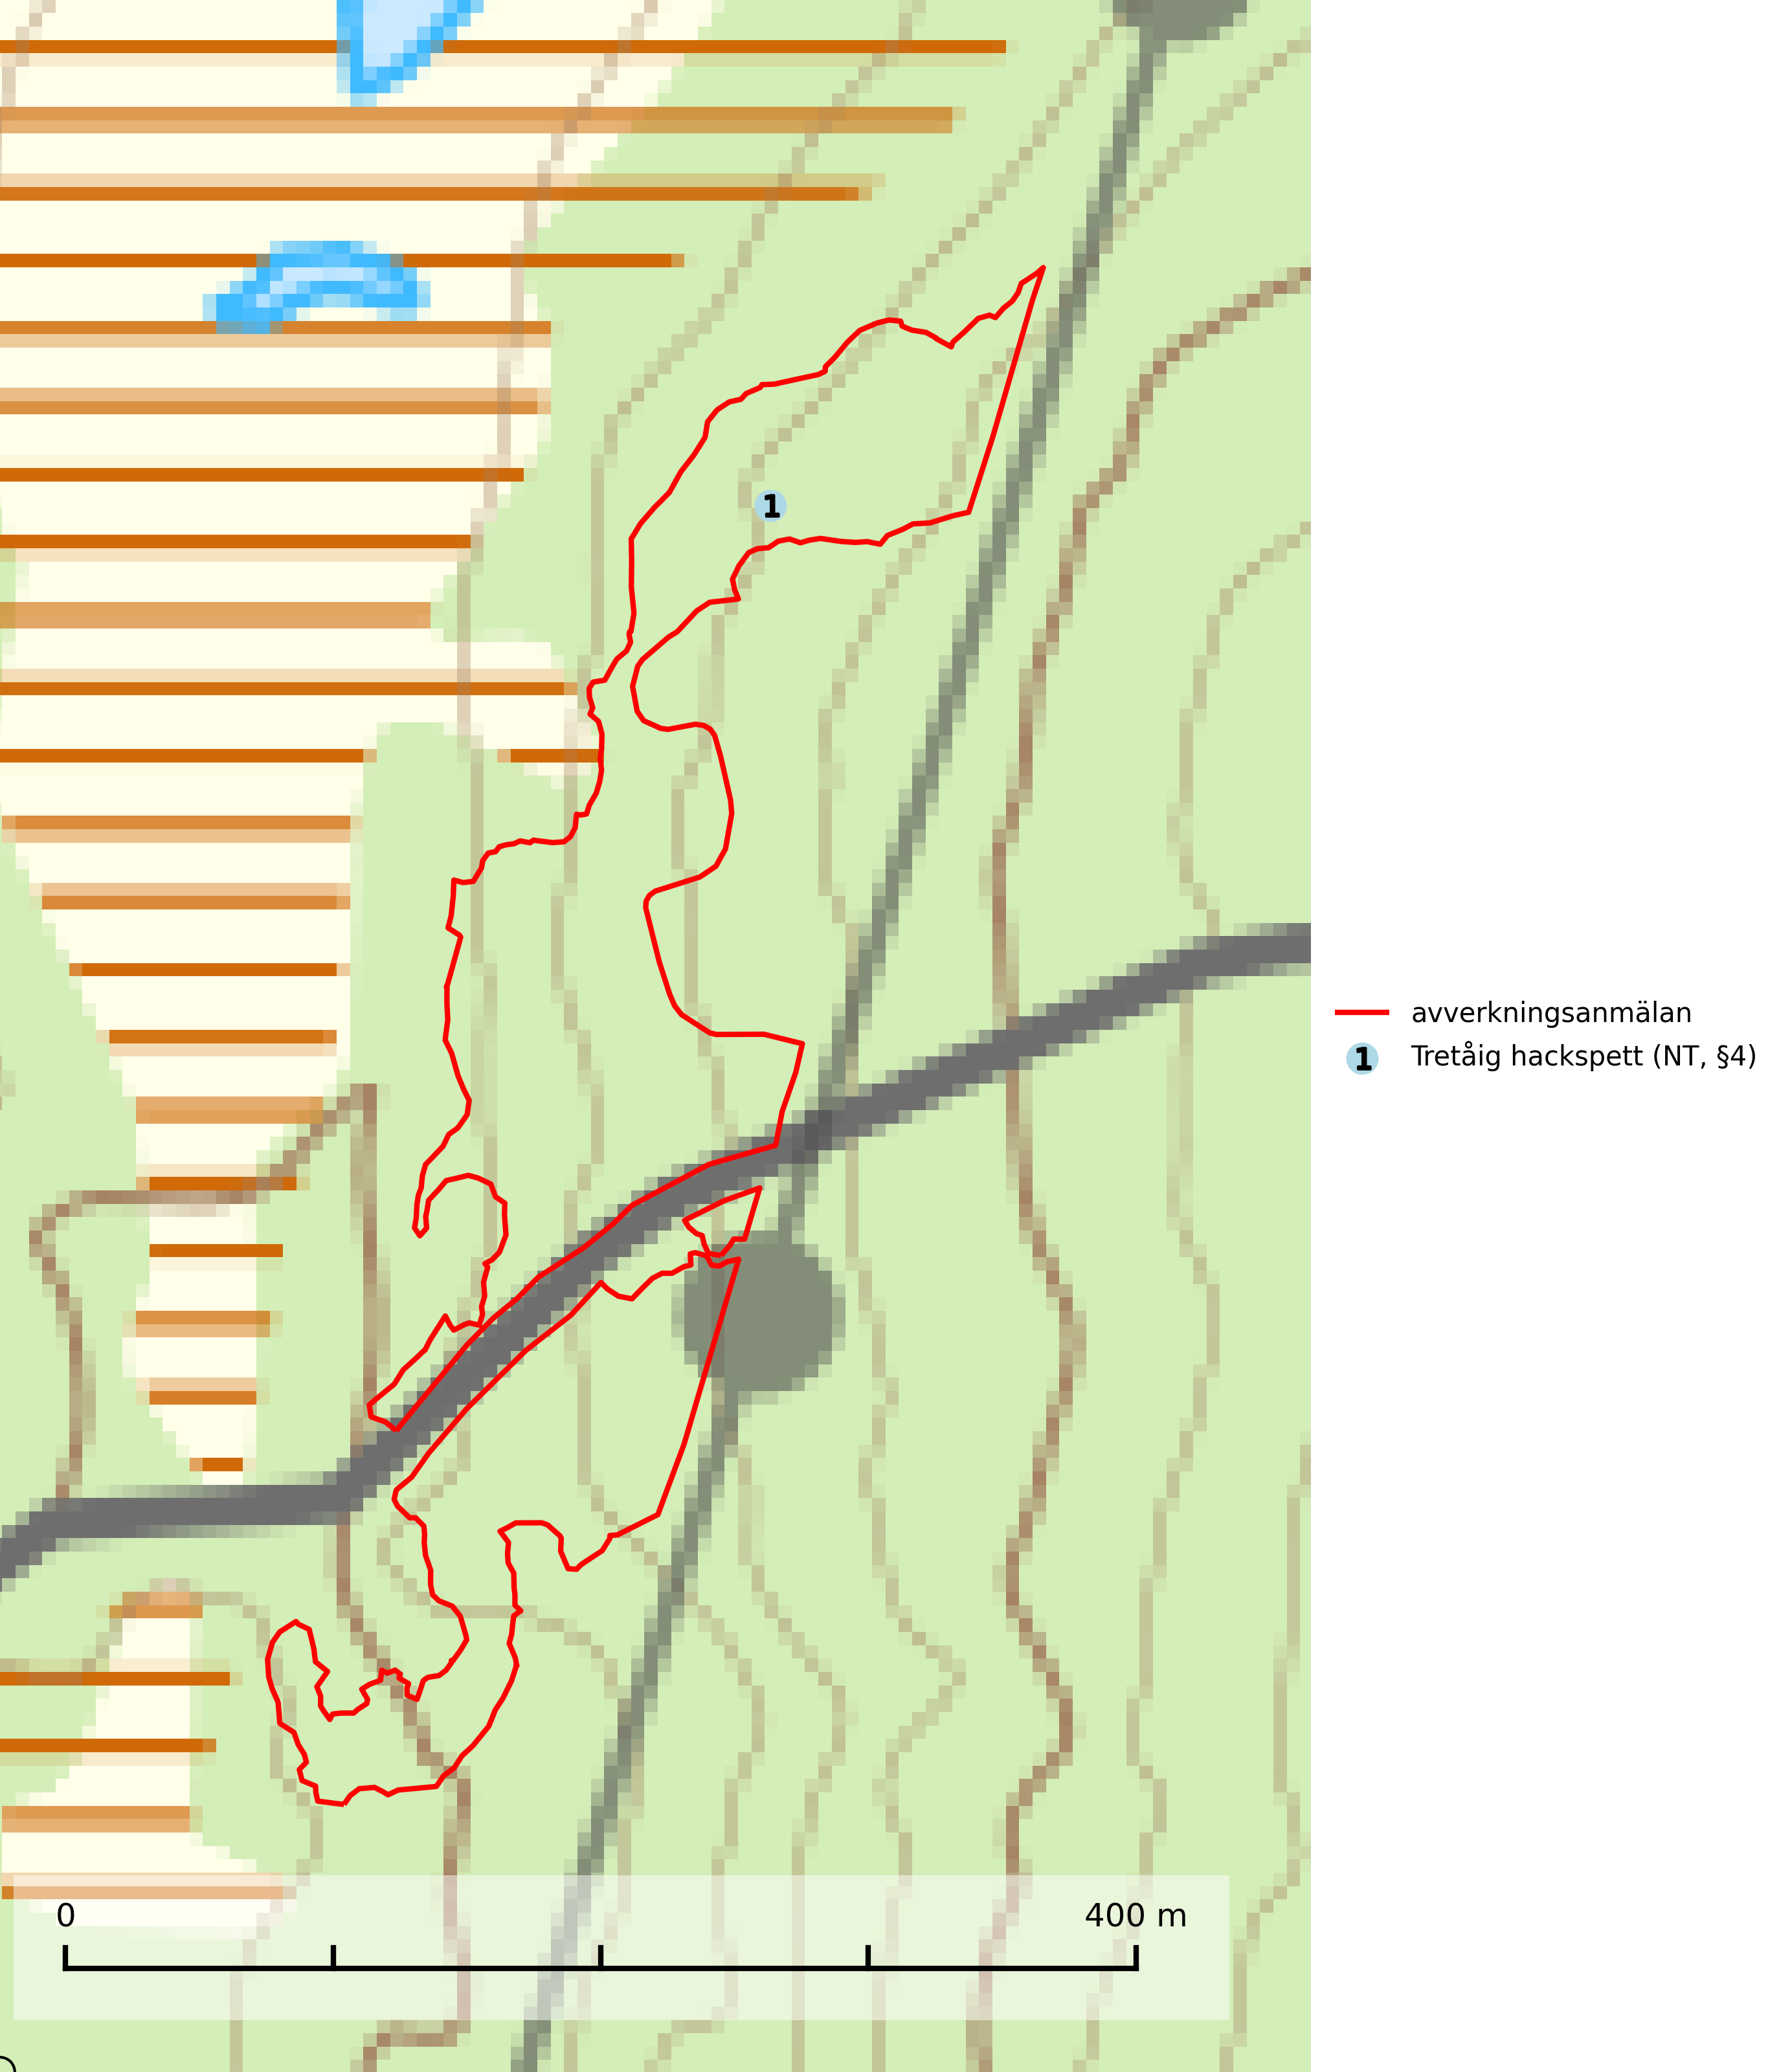 1
avverkningsanmälan
1 Tretåig hackspett (NT, §4)
0 400 m